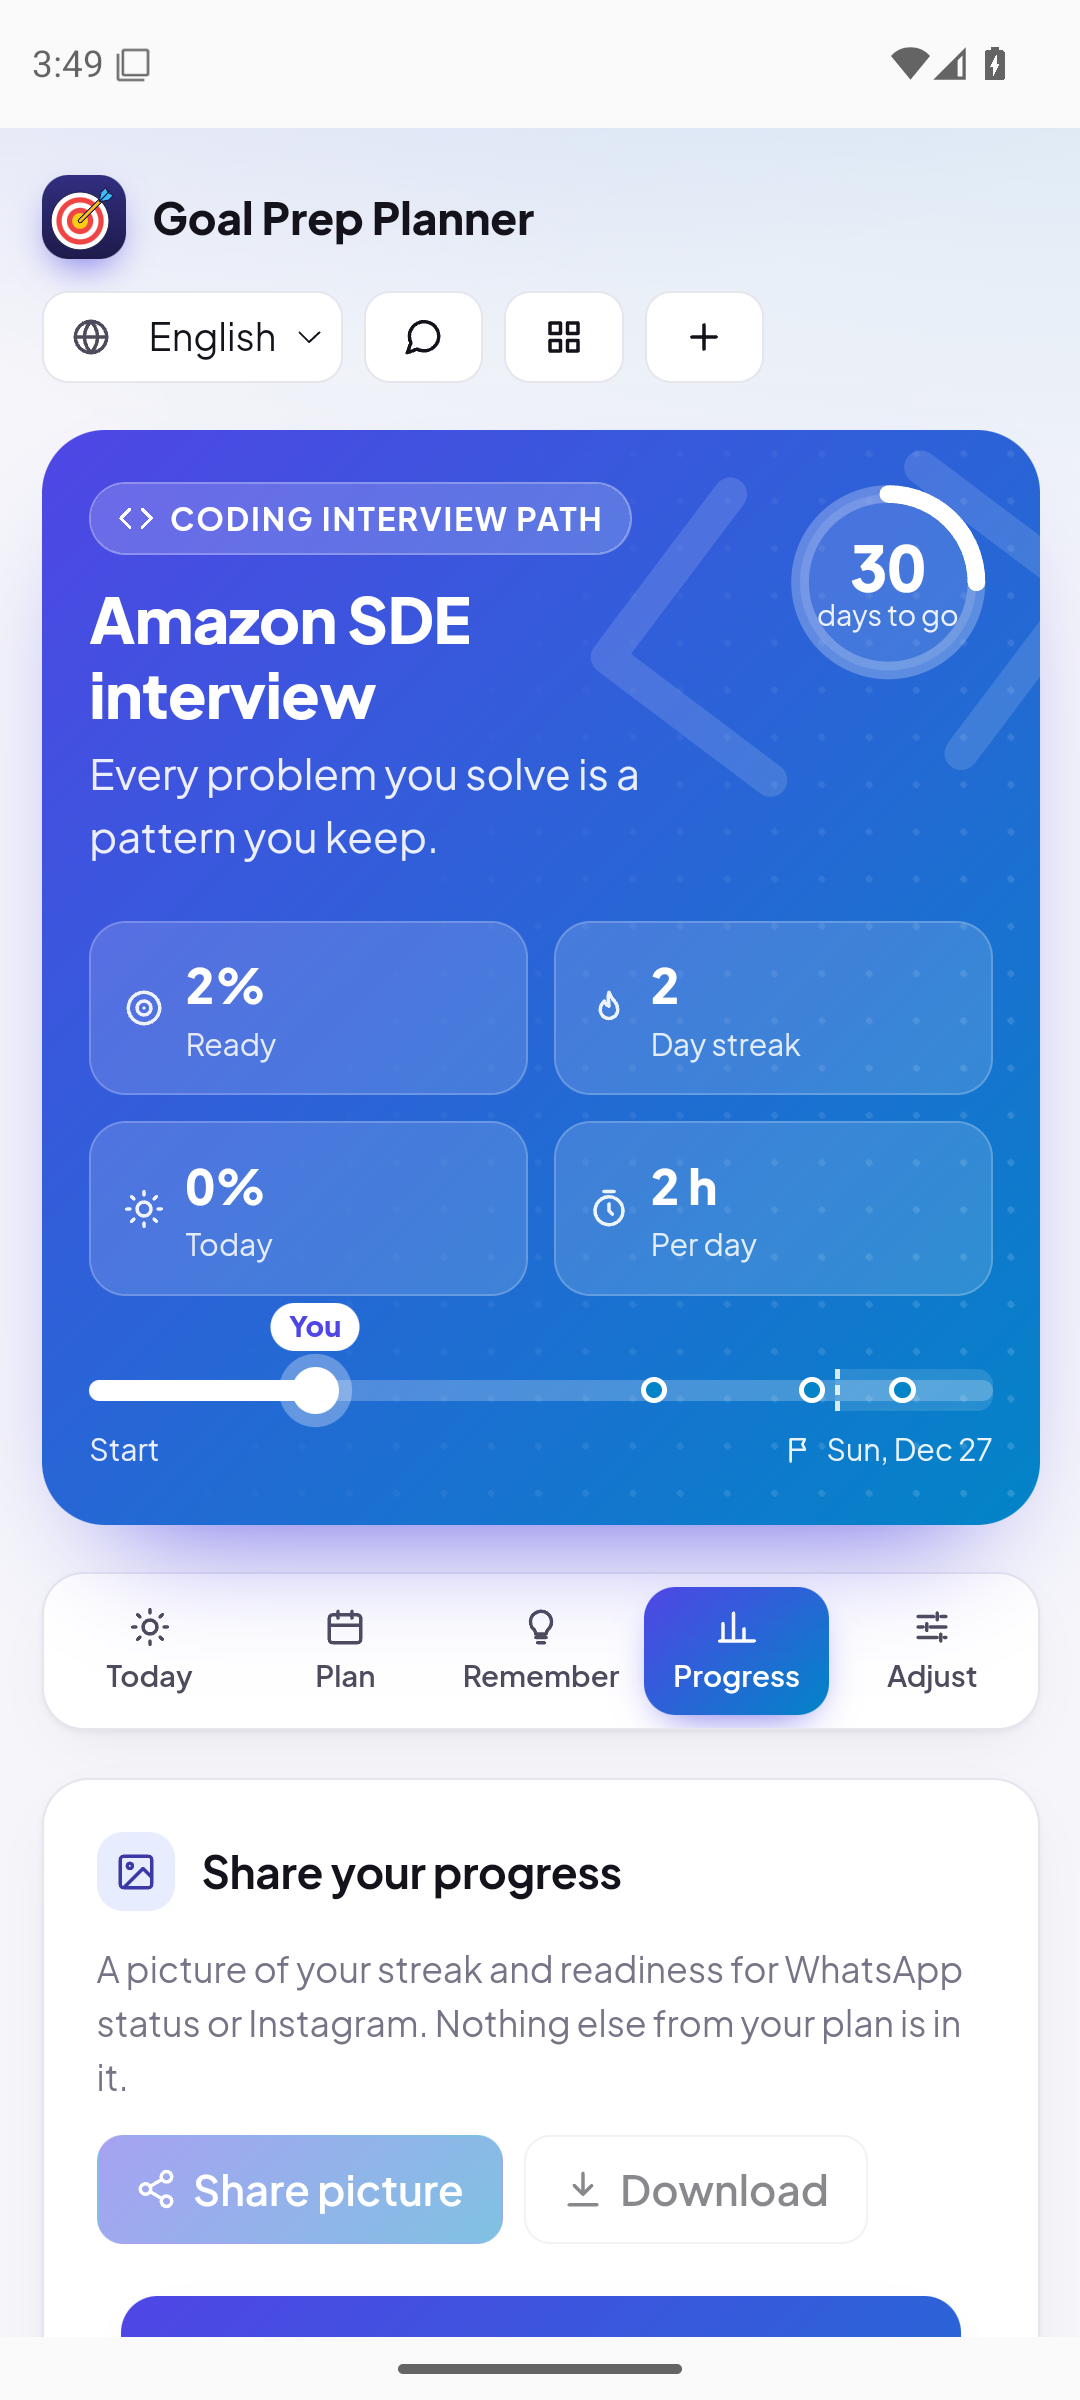 3:49
Goal Prep Planner
English
CODING INTERVIEW PATH
30
days to go
Amazon SDE
interview
Every problem you solve is a
pattern you keep.
2%
Ready
2
Day streak
0%
Today
2 h
Per day
You
Start
Sun, Dec 27
Today
Plan
Remember
Progress
Adjust
Share your progress
A picture of your streak and readiness for WhatsApp
status or Instagram. Nothing else from your plan is in
it.
Share picture
Download